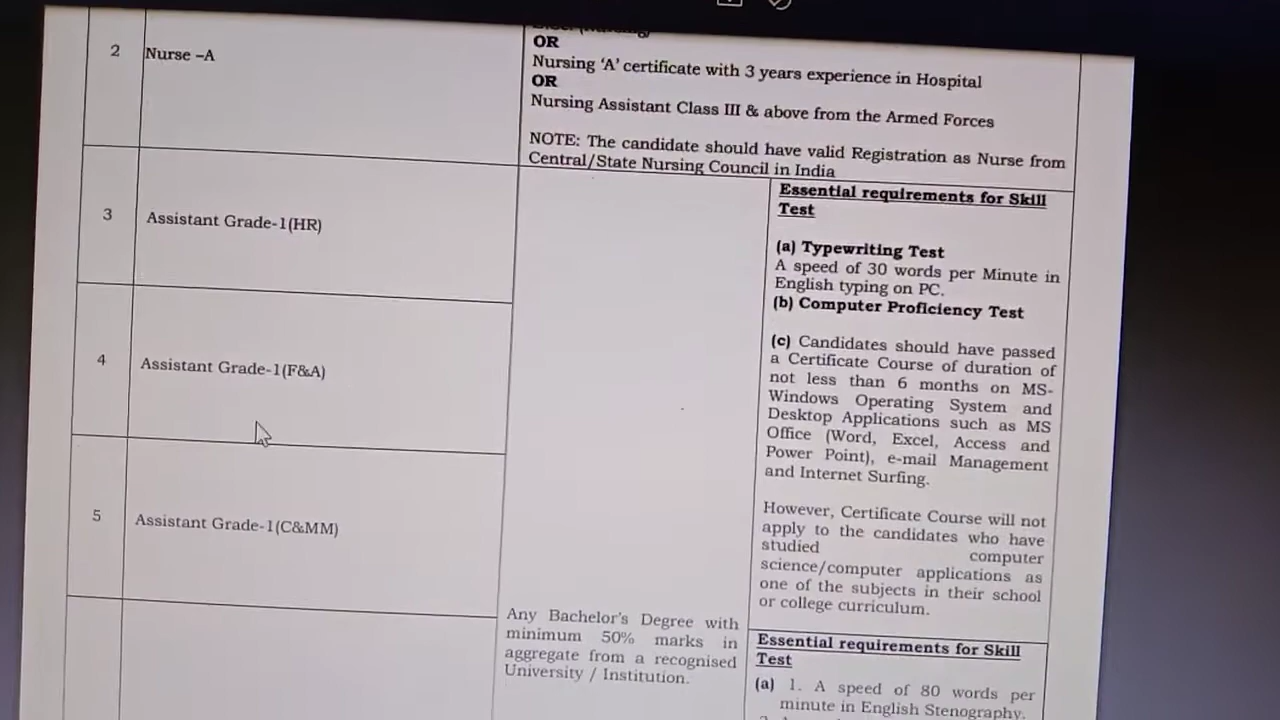 2
Nurse –A
OR
Nursing ‘A’ certificate with 3 years experience in Hospital
OR
Nursing Assistant Class III & above from the Armed Forces
NOTE: The candidate should have valid Registration as Nurse from
Central/State Nursing Council in India
3
Assistant Grade-1(HR)
4
Assistant Grade-1(F&A)
5
Assistant Grade-1(C&MM)
Any Bachelor’s Degree with
minimum 50% marks in
aggregate from a recognised
University / Institution.
Essential requirements for Skill
Test
(a) Typewriting Test
A speed of 30 words per Minute in
English typing on PC.
(b) Computer Proficiency Test
(c) Candidates should have passed
a Certificate Course of duration of
not less than 6 months on MS-
Windows Operating System and
Desktop Applications such as MS
Office (Word, Excel, Access and
Power Point), e-mail Management
and Internet Surfing.
However, Certificate Course will not
apply to the candidates who have
studied computer
science/computer applications as
one of the subjects in their school
or college curriculum.
Essential requirements for Skill
Test
(a) 1. A speed of 80 words per
minute in English Stenography.